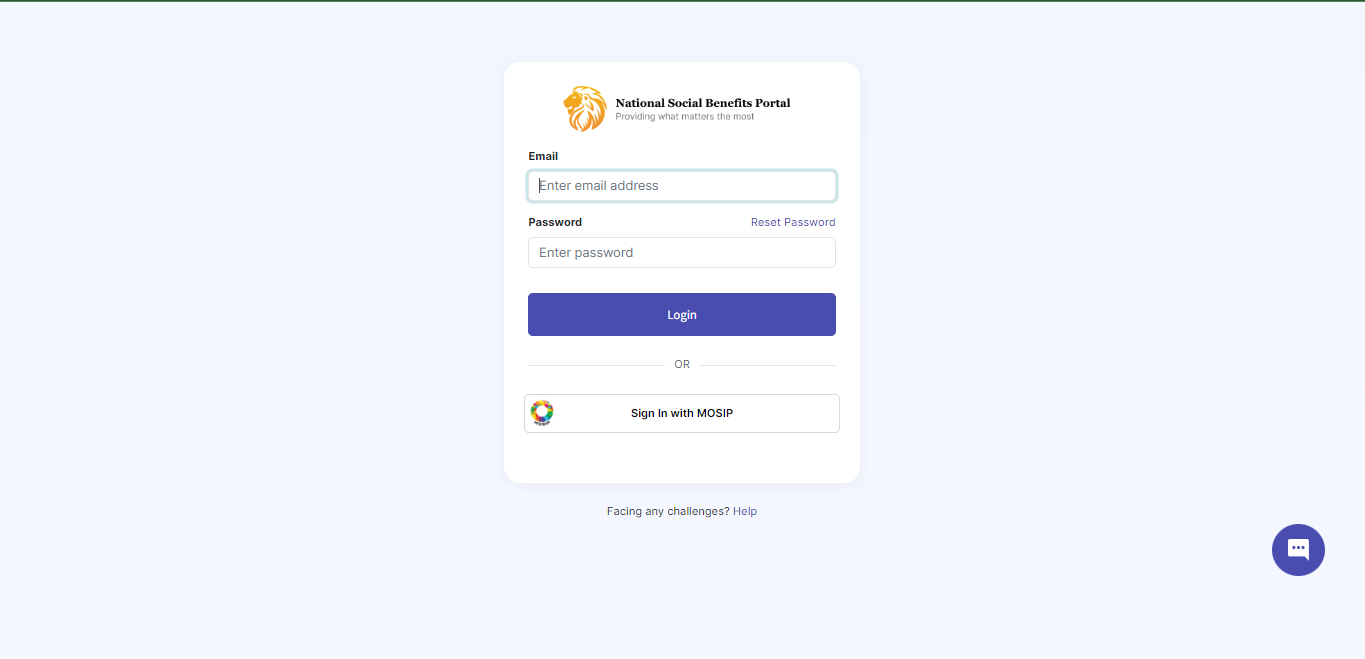 National Social Benefits Portal
Providing what matters the most
Email
Enter email address
Password Reset Password
Enter password
Login
OR
Sign In with MOSIP
Facing any challenges? Help